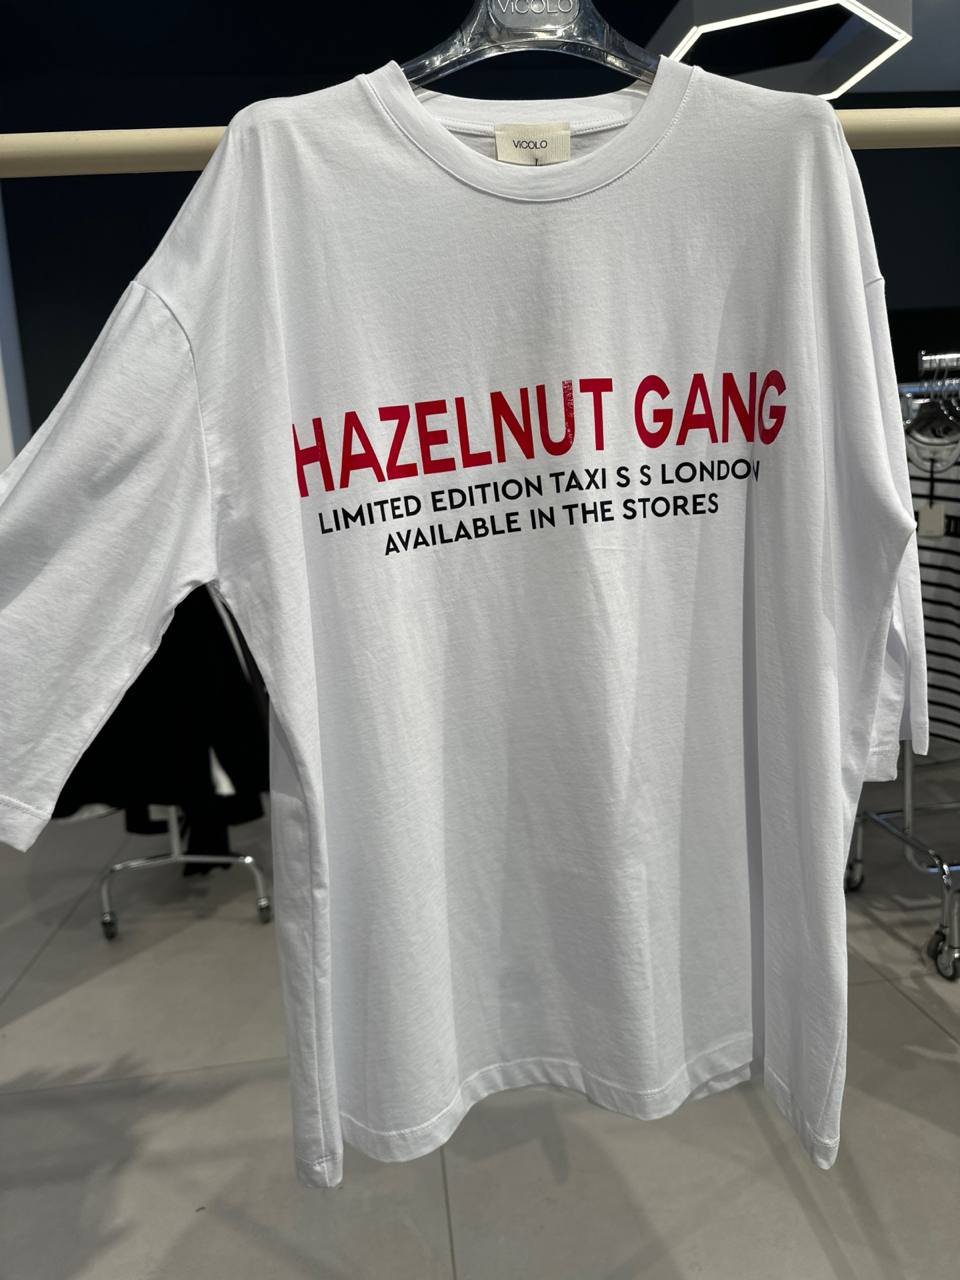 VICOLO
VICOLO
L
HAZELNUT GANG
LIMITED EDITION TAXI S S LONDON
AVAILABLE IN THE STORES